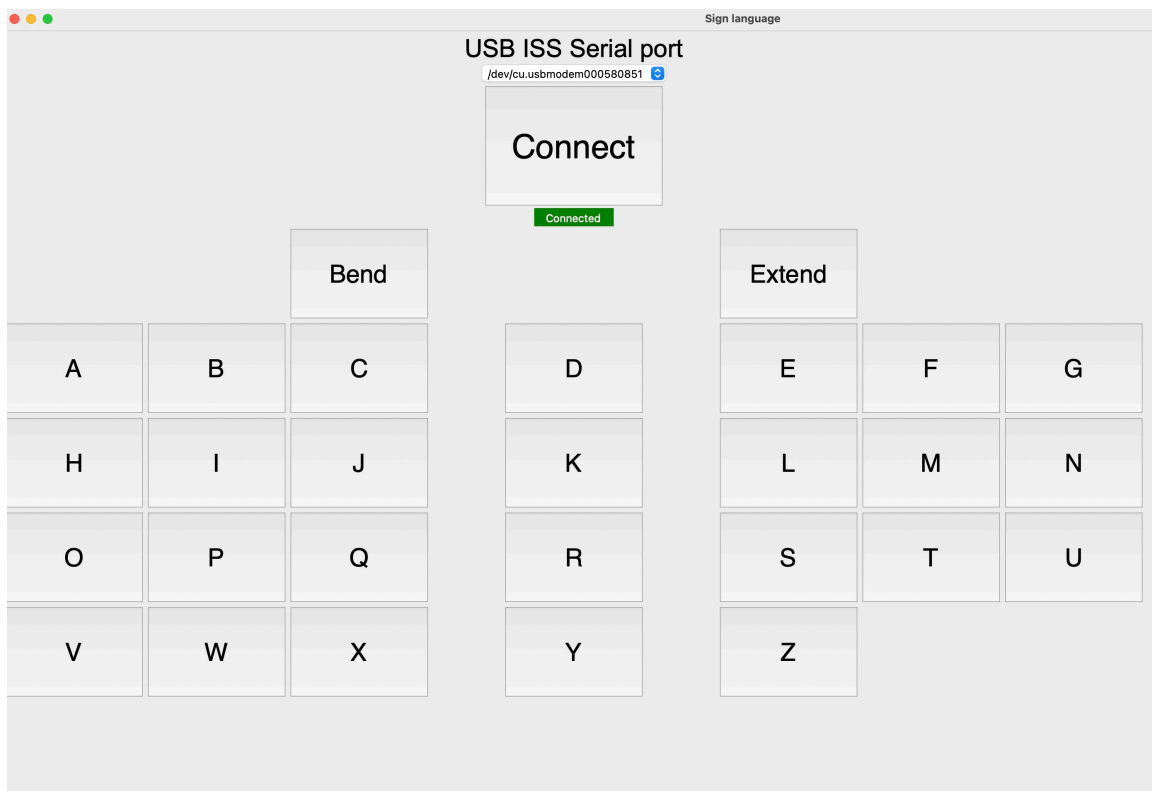 Sign language
USB ISS Serial port
/dev/cu.usbmodem000580851
Connect
Connected
Bend Extend
A B C D E F G
H I J K L M N
O P Q R S T U
V W X Y Z